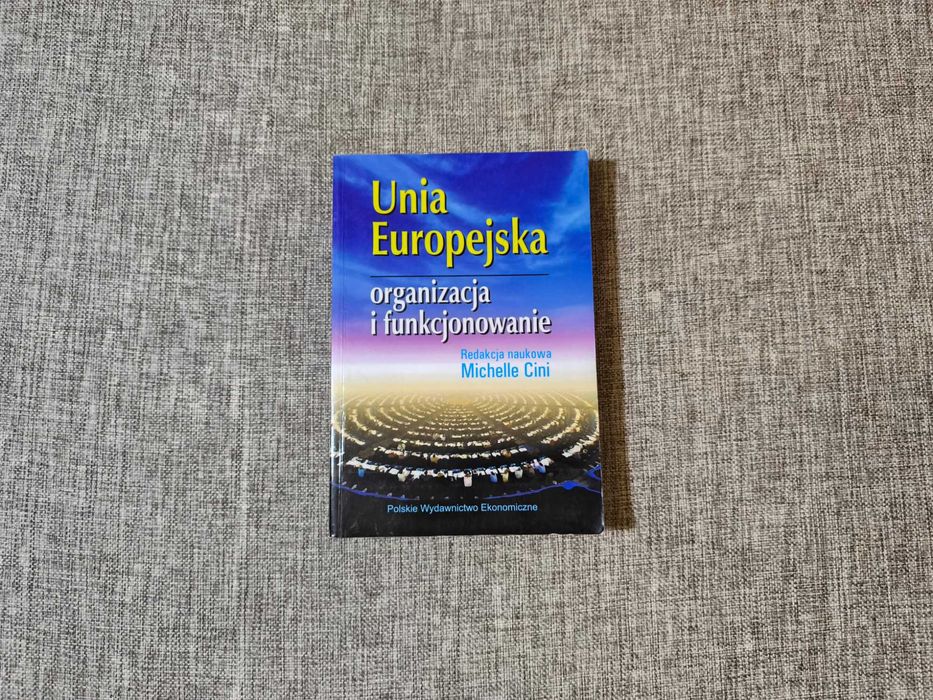 Unia
Europejska
organizacja
i funkcjonowanie
Redakcja naukowa
Michelle Cini
Polskie Wydawnictwo Ekonomiczne